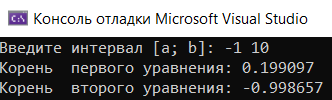 Консоль отладки Microsoft Visual Studio
Введите интервал [a; b]: -1 10
Корень  первого уравнения: 0.199097
Корень  второго уравнения: -0.998657